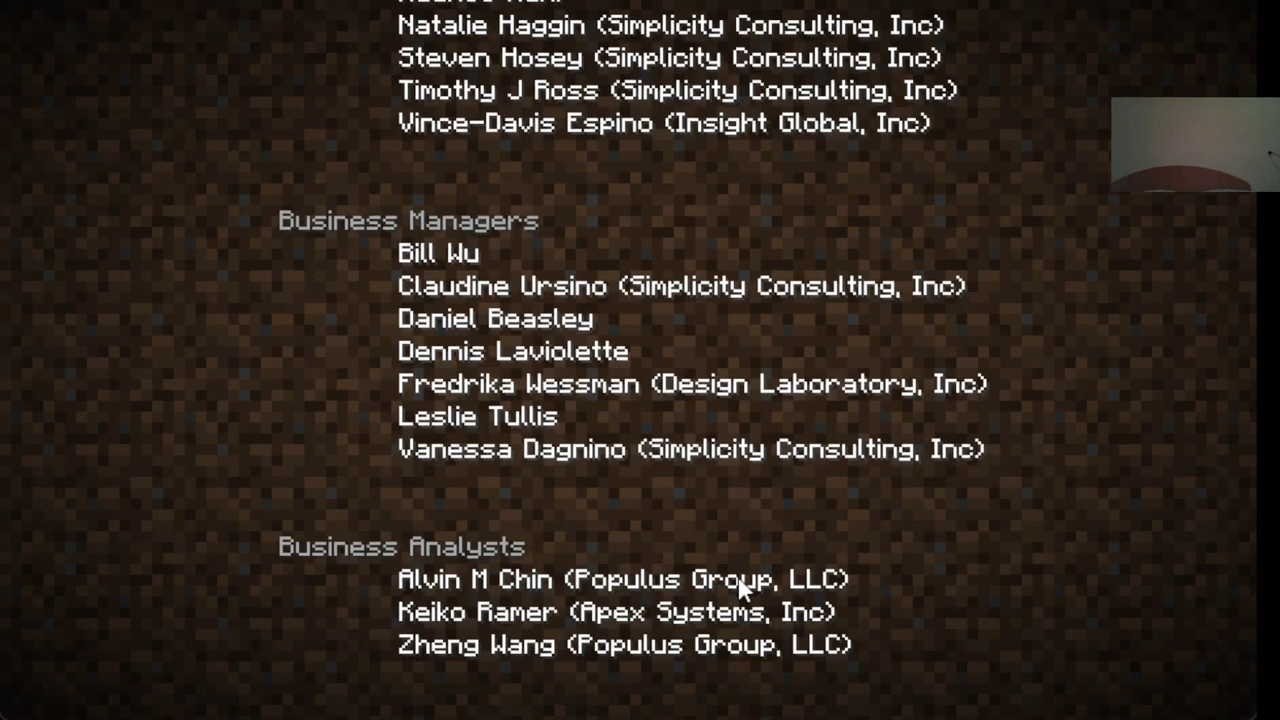 Natalie Haggin (Simplicity Consulting, Inc)
Steven Hosey (Simplicity Consulting, Inc)
Timothy J Ross (Simplicity Consulting, Inc)
Vince-Davis Espino (Insight Global, Inc)
Business Managers
Bill Wu
Claudine Ursino (Simplicity Consulting, Inc)
Daniel Beasley
Dennis Laviolette
Fredrika Wessman (Design Laboratory, Inc)
Leslie Tullis
Vanessa Dagnino (Simplicity Consulting, Inc)
Business Analysts
Alvin M Chin (Populus Group, LLC)
Keiko Ramer (Apex Systems, Inc)
Zheng Wang (Populus Group, LLC)